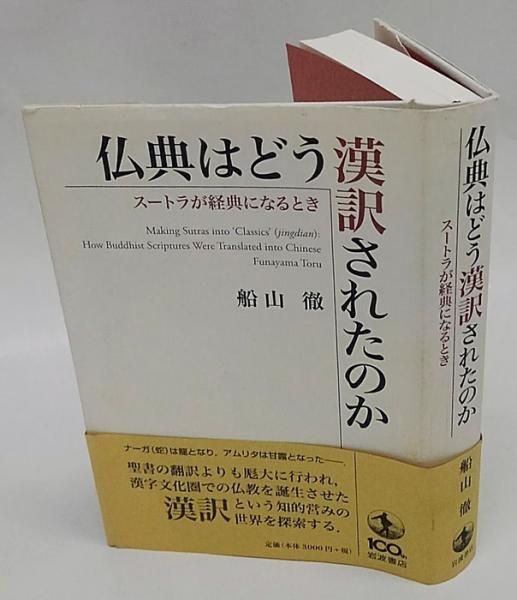 仏典はどう漢訳されたのか
スートラが経典になるとき
Making Sutras into 'Classics' (jingdian):
How Buddhist Scriptures Were Translated into Chinese
Funayama Toru
船山 徹
ナーガ(蛇)は龍となり,アムリタは甘露となった――.
聖書の翻訳よりも厖大に行われ,
漢字文化圏での仏教を誕生させた
漢訳という知的営みの
世界を探索する.
定価(本体3000円+税)
100th
岩波書店
仏典はどう漢訳されたのか
スートラが経典になるとき
船山 徹
岩波書店